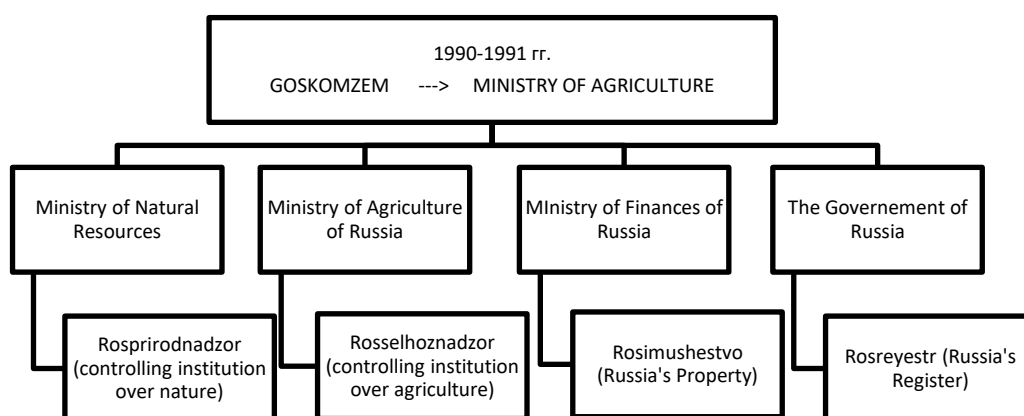 1990-1991 гг.
GOSKOMZEM ---> MINISTRY OF AGRICULTURE
Ministry of Natural
Resources
Ministry of Agriculture
of Russia
MInistry of Finances of
Russia
The Governement of
Russia
Rosprirodnadzor
(controlling institution
over nature)
Rosselhoznadzor
(controlling institution
over agriculture)
Rosimushestvo
(Russia's Property)
Rosreyestr (Russia's
Register)